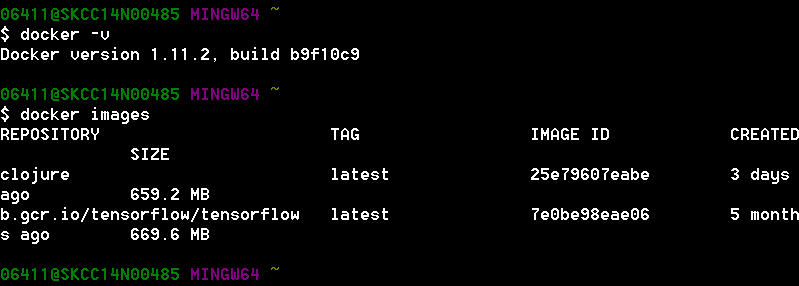 06411@SKCC14N00485 MINGW64 ~
$ docker -v
Docker version 1.11.2, build b9f10c9
06411@SKCC14N00485 MINGW64 ~
$ docker images
REPOSITORY TAG IMAGE ID CREATED
SIZE
clojure latest 25e79607eabe 3 days
ago 659.2 MB
b.gcr.io/tensorflow/tensorflow latest 7e0be98eae06 5 month
s ago 669.6 MB
06411@SKCC14N00485 MINGW64 ~